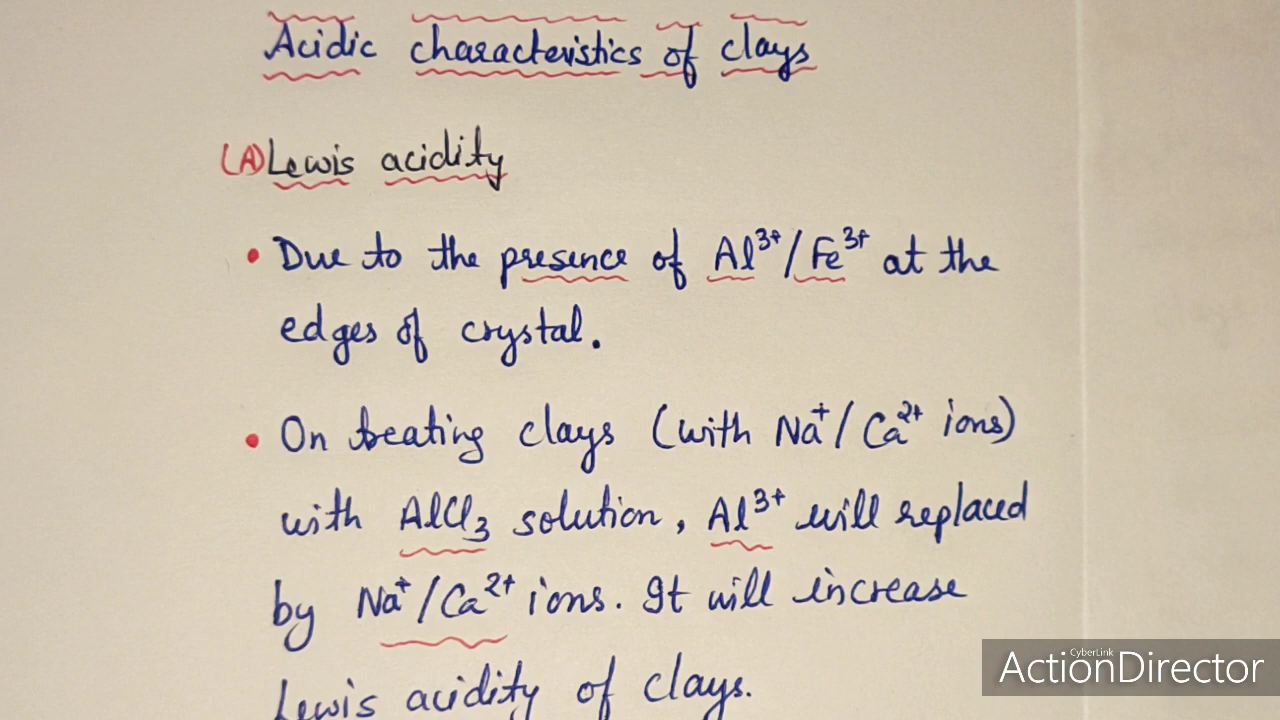 Acidic characteristics of clays
(A) Lewis acidity
• Due to the presence of Al³⁺/Fe³⁺ at the
edges of crystal.
• On treating clays (with Na⁺/Ca²⁺ ions)
with AlCl₃ solution, Al³⁺ will replaced
by Na⁺/Ca²⁺ ions. It will increase
Lewis acidity of clays.
CyberLink
ActionDirector